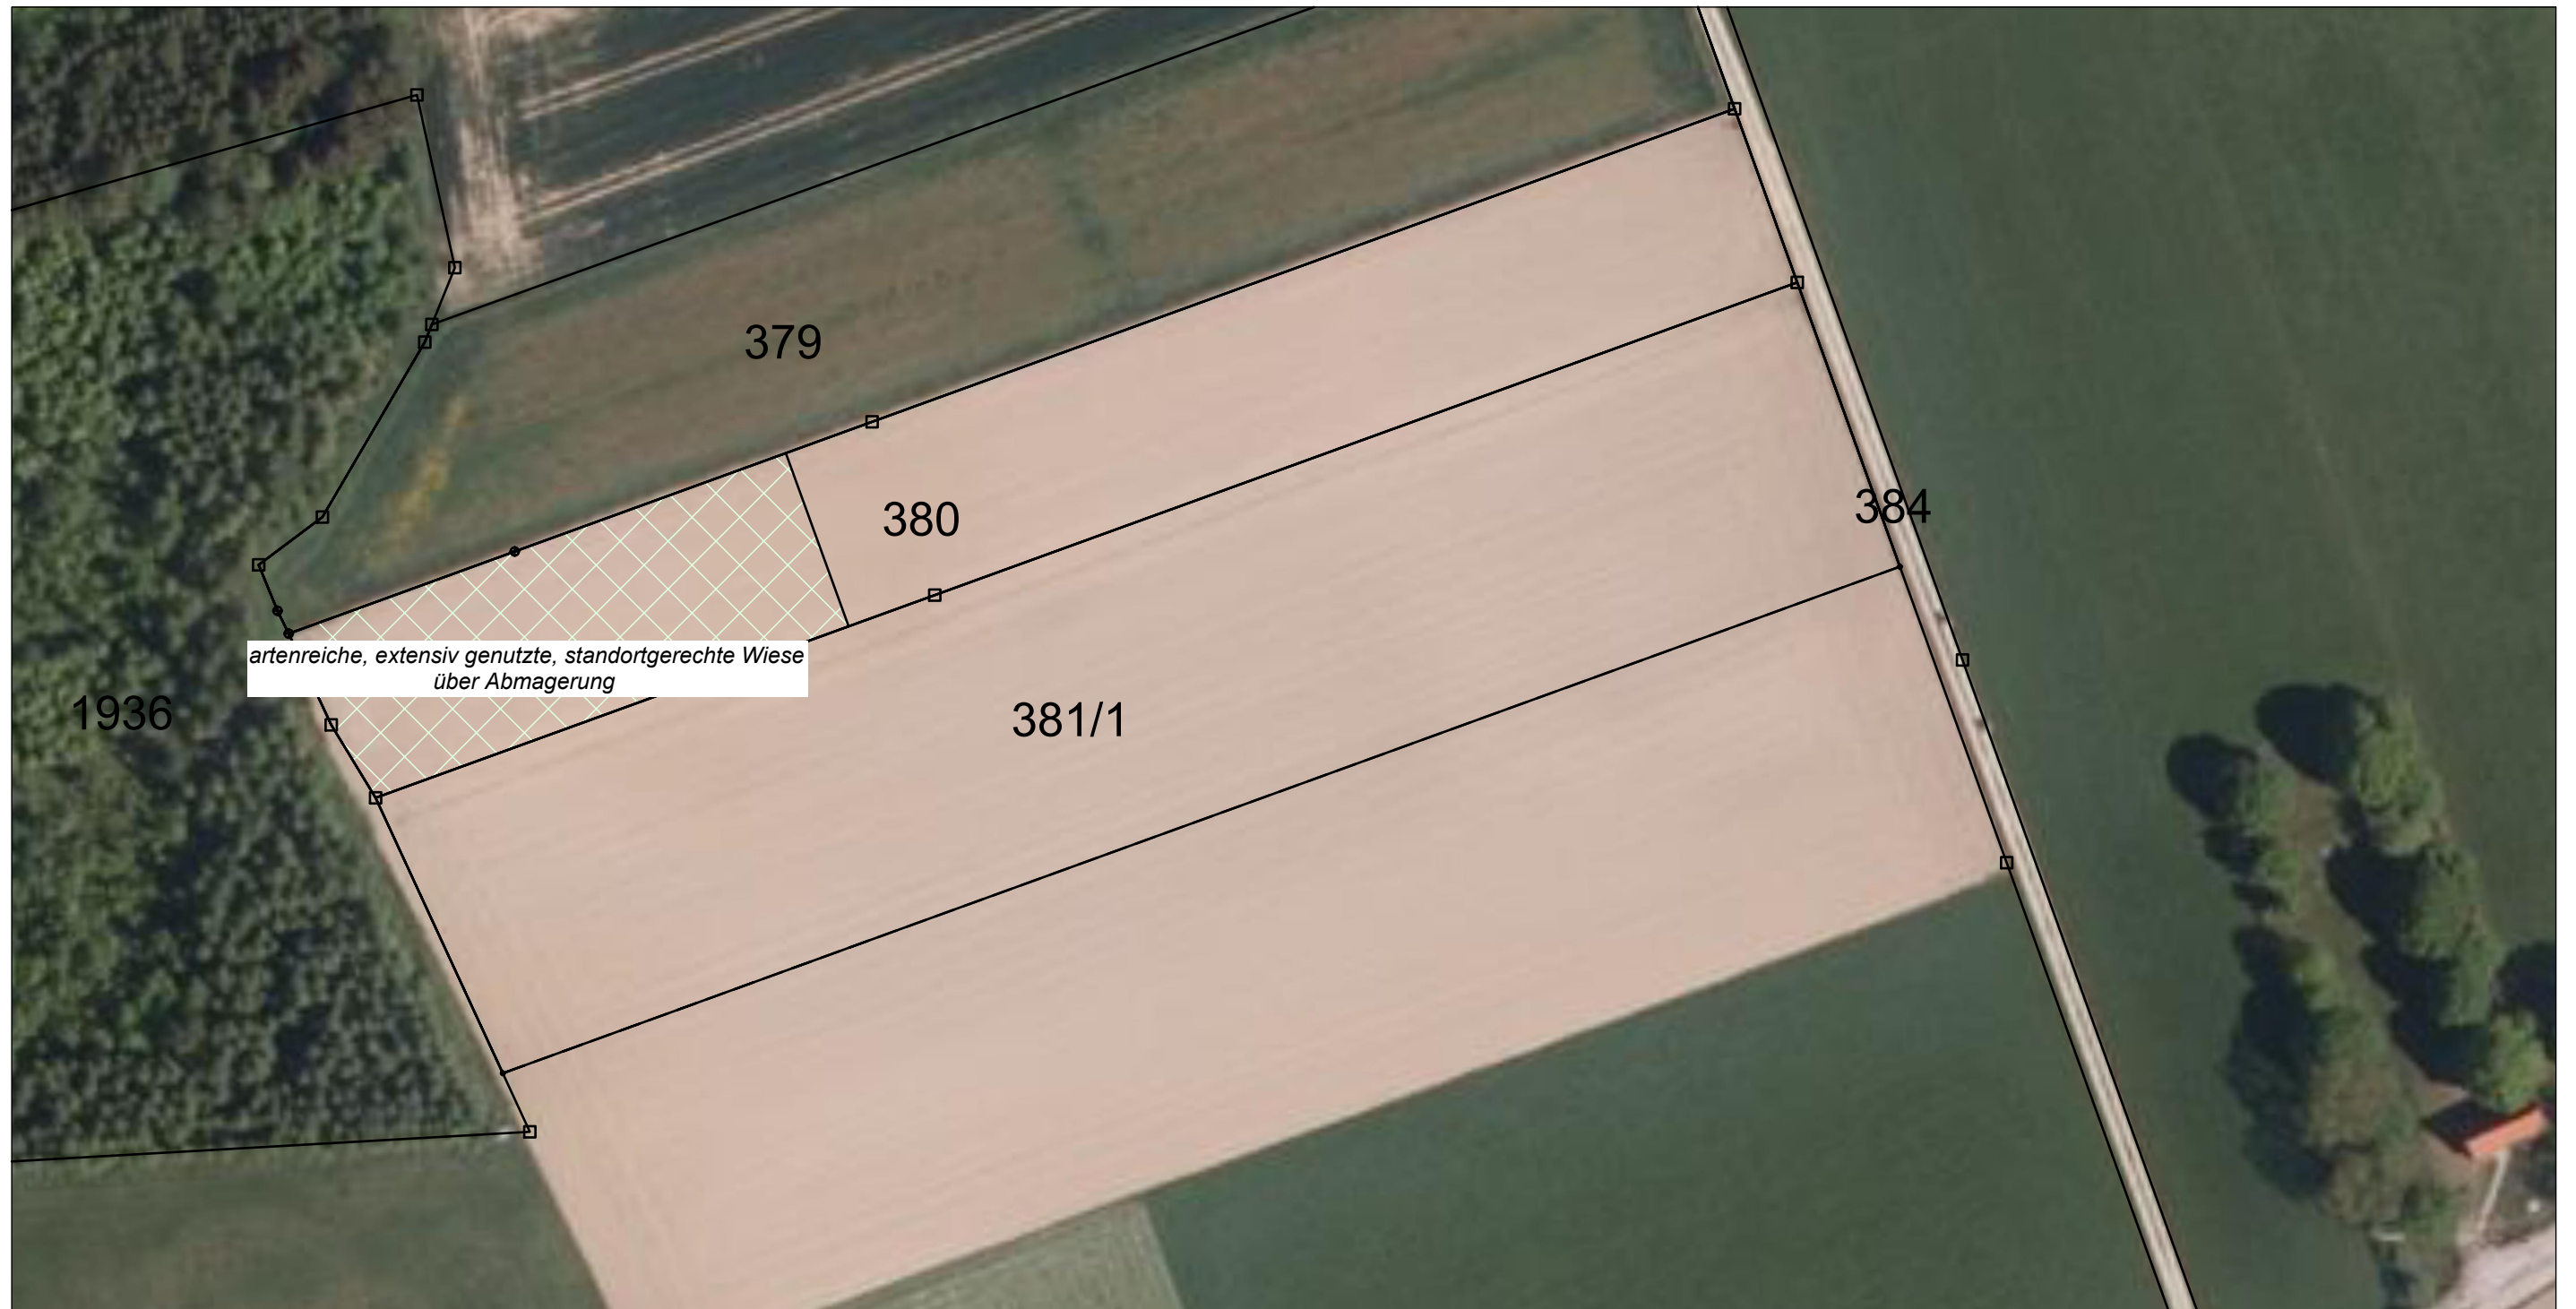 379
380
384
artenreiche, extensiv genutzte, standortgerechte Wiese
über Abmagerung
1936
381/1